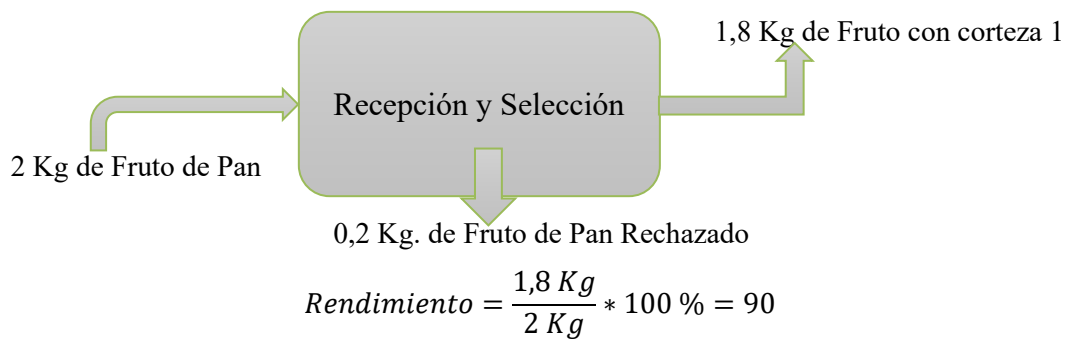 1,8 Kg de Fruto con corteza 1
Recepción y Selección
2 Kg de Fruto de Pan
0,2 Kg. de Fruto de Pan Rechazado
Rendimiento = 1,8 Kg / 2 Kg * 100 % = 90